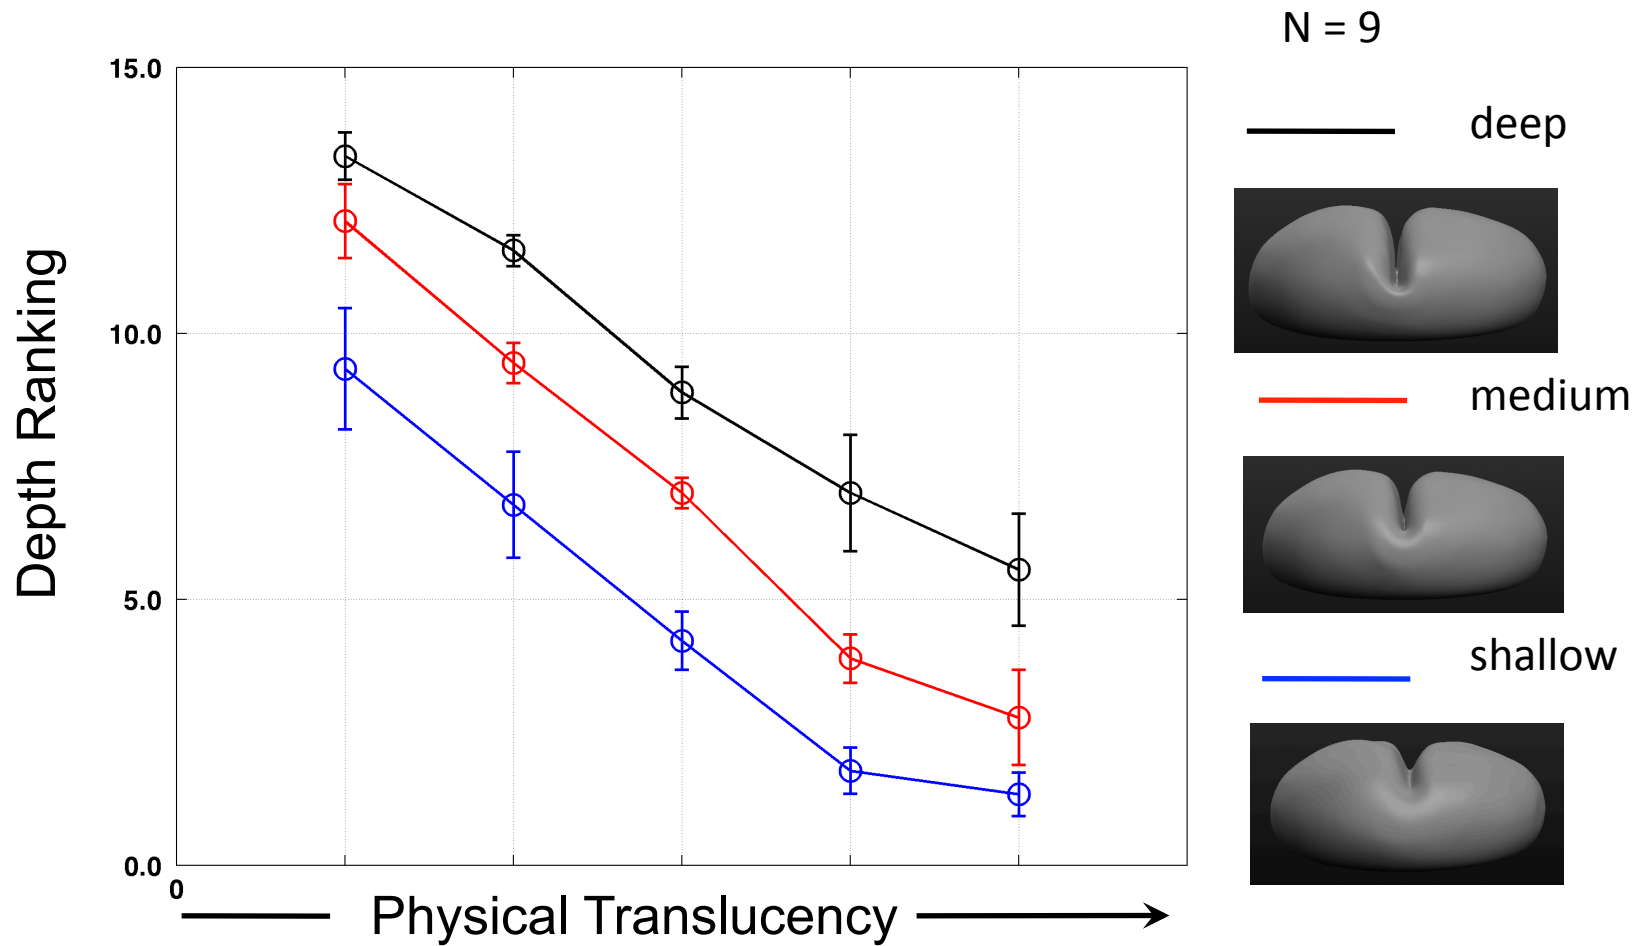 N = 9
15.0
10.0
5.0
0.0
0
Depth Ranking
Physical Translucency
deep
medium
shallow